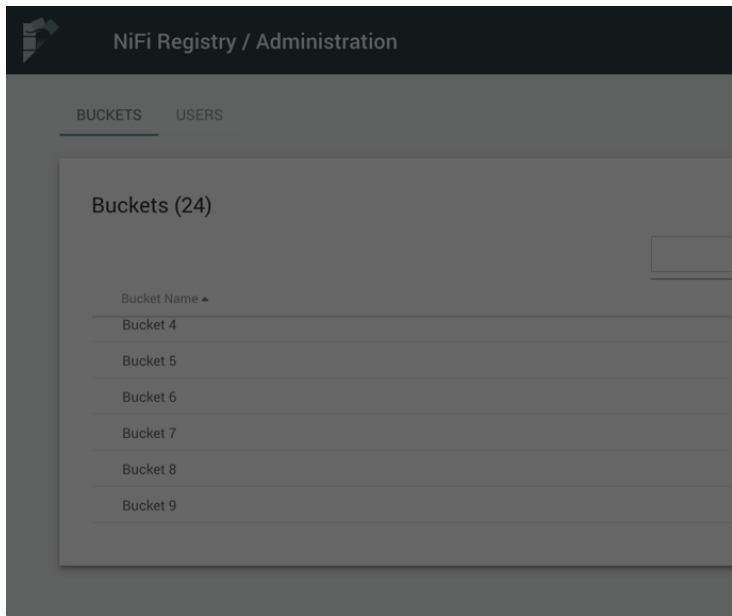 NiFi Registry / Administration
BUCKETS USERS
Buckets (24)
Bucket Name
Bucket 4
Bucket 5
Bucket 6
Bucket 7
Bucket 8
Bucket 9